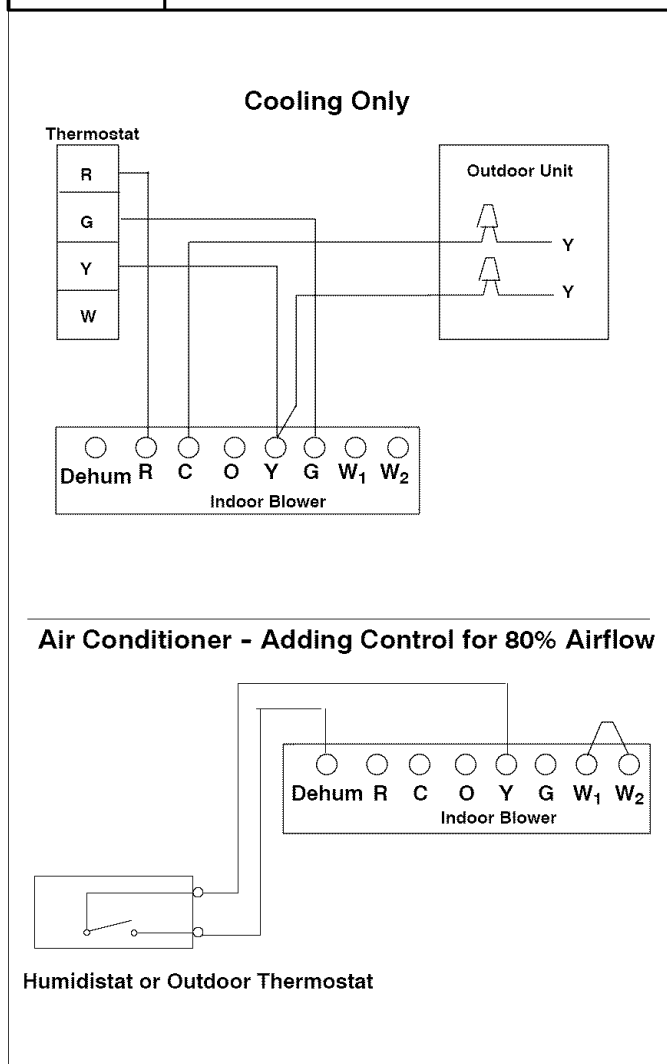 Cooling Only
Thermostat
R
G
Y
W
Outdoor Unit
Y
Y
Dehum R C O Y G W1 W2
Indoor Blower
Air Conditioner - Adding Control for 80% Airflow
Dehum R C O Y G W1 W2
Indoor Blower
Humidistat or Outdoor Thermostat